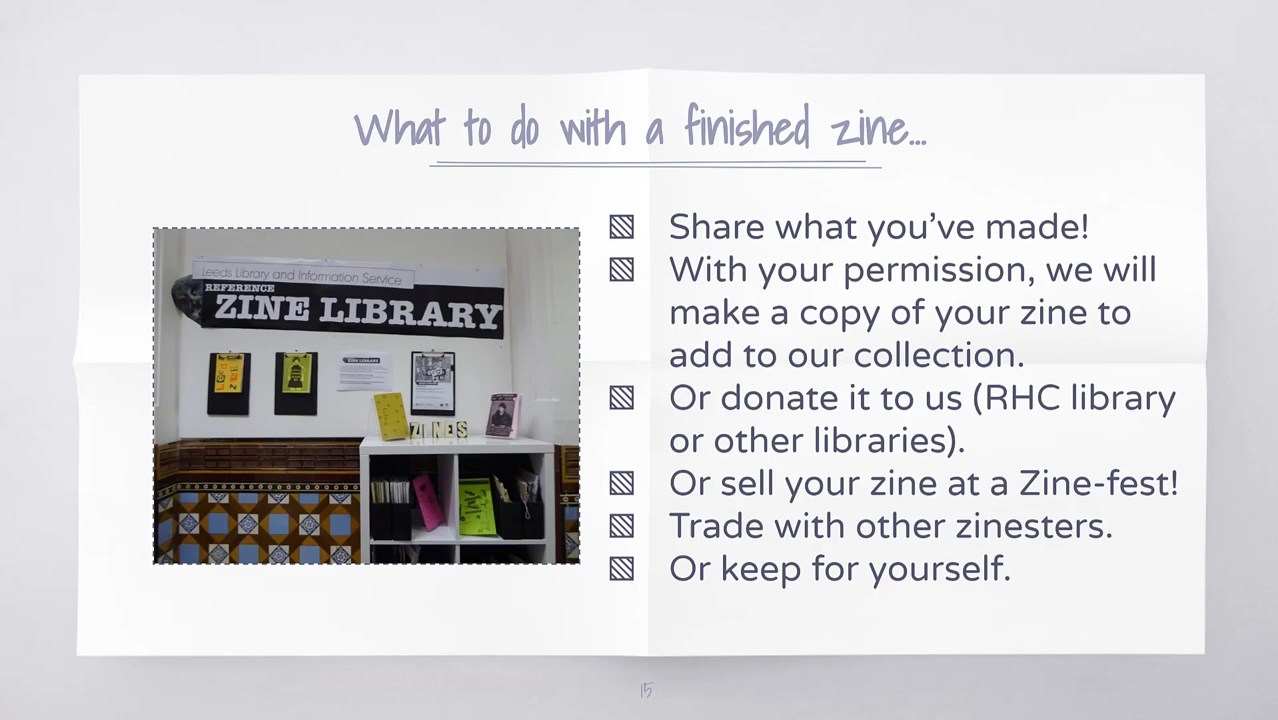 What to do with a finished zine...
Leeds Library and Information Service
REFERENCE
ZINE LIBRARY
ZINES
Share what you've made!
With your permission, we will
make a copy of your zine to
add to our collection.
Or donate it to us (RHC library
or other libraries).
Or sell your zine at a Zine-fest!
Trade with other zinesters.
Or keep for yourself.
15